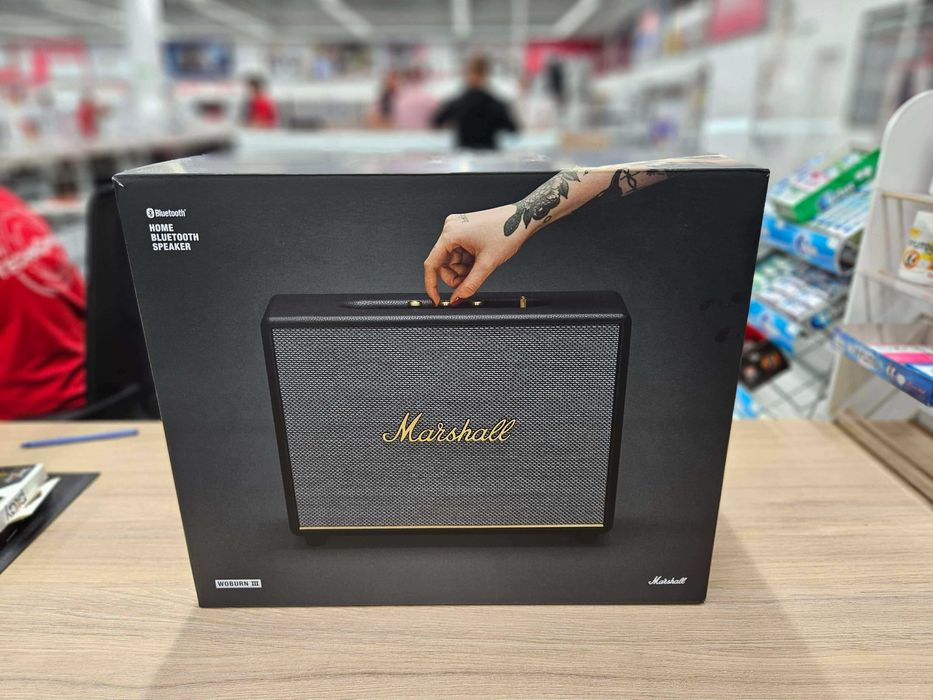 Bluetooth®
HOME
BLUETOOTH
SPEAKER
Marshall
WOBURN III
Marshall